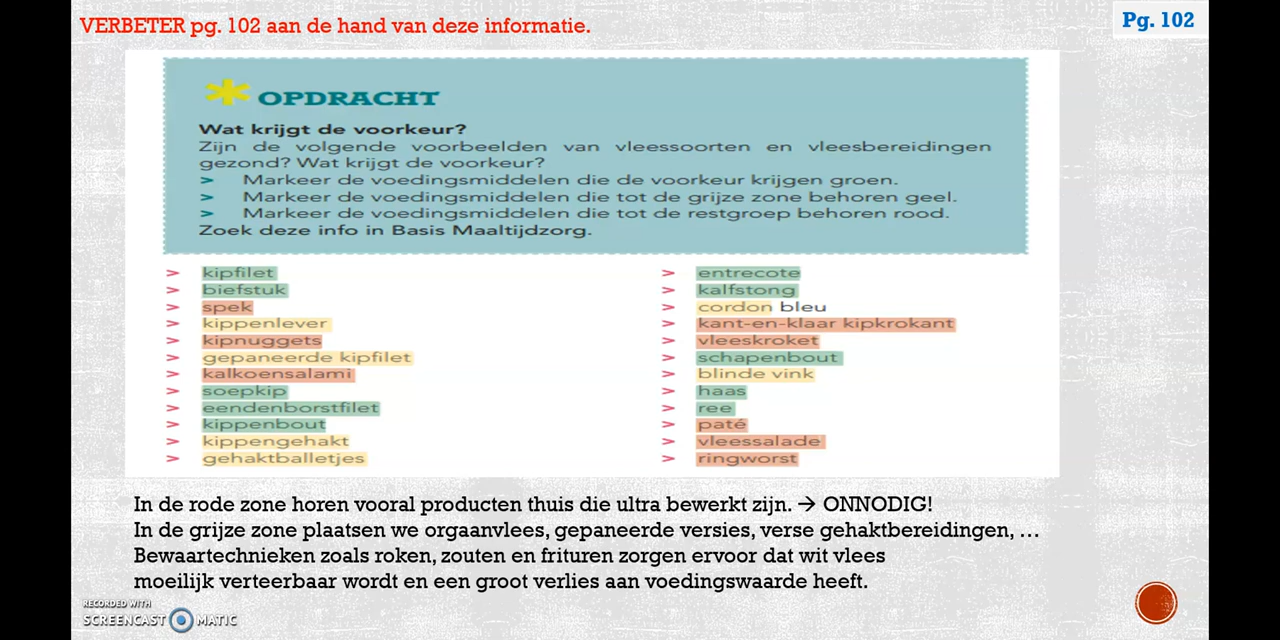 VERBETER pg. 102 aan de hand van deze informatie.
Pg. 102
OPDRACHT
Wat krijgt de voorkeur?
Zijn de volgende voorbeelden van vleessoorten en vleesbereidingen
gezond? Wat krijgt de voorkeur?
> Markeer de voedingsmiddelen die de voorkeur krijgen groen.
> Markeer de voedingsmiddelen die tot de grijze zone behoren geel.
> Markeer de voedingsmiddelen die tot de restgroep behoren rood.
Zoek deze info in Basis Maaltijdzorg.
> kipfilet
> biefstuk
> spek
> kippenlever
> kipnuggets
> gepaneerde kipfilet
> kalkoensalami
> soepkip
> eendenborstfilet
> kippenbout
> kippengehakt
> gehaktballetjes
> entrecote
> kalfstong
> cordon bleu
> kant-en-klaar kipkrokant
> vleeskroket
> schapenbout
> blinde vink
> haas
> ree
> paté
> vleessalade
> ringworst
In de rode zone horen vooral producten thuis die ultra bewerkt zijn. → ONNODIG!
In de grijze zone plaatsen we orgaanvlees, gepaneerde versies, verse gehaktbereidingen, …
Bewaartechnieken zoals roken, zouten en frituren zorgen ervoor dat wit vlees
moeilijk verteerbaar wordt en een groot verlies aan voedingswaarde heeft.
RECORDED WITH
SCREENCAST MATIC